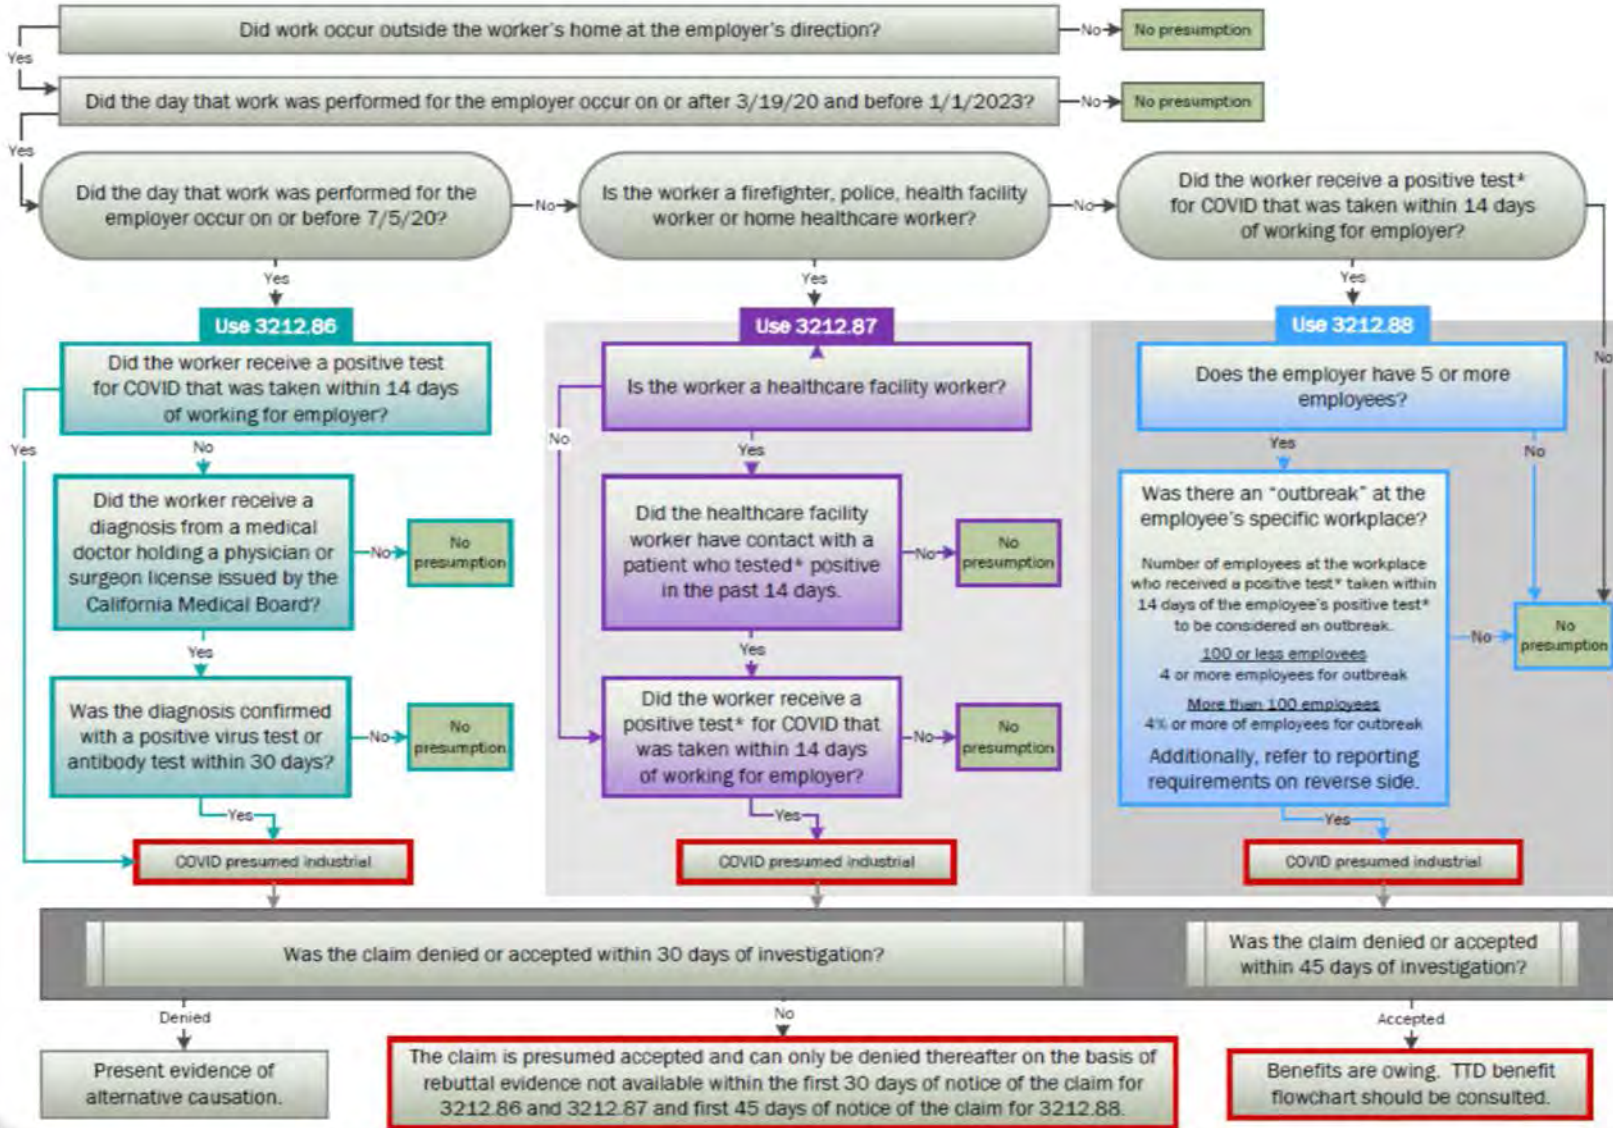 Did work occur outside the worker's home at the employer's direction?
No
No presumption
Yes
Did the day that work was performed for the employer occur on or after 3/19/20 and before 1/1/2023?
No
No presumption
Yes
Did the day that work was performed for the
employer occur on or before 7/5/20?
No
Is the worker a firefighter, police, health facility
worker or home healthcare worker?
No
Did the worker receive a positive test*
for COVID that was taken within 14 days
of working for employer?
Yes
Yes
Yes
No
Use 3212.86
Did the worker receive a positive test
for COVID that was taken within 14 days
of working for employer?
Yes
No
Did the worker receive a
diagnosis from a medical
doctor holding a physician or
surgeon license issued by the
California Medical Board?
No
No
presumption
Yes
Was the diagnosis confirmed
with a positive virus test or
antibody test within 30 days?
No
No
presumption
Yes
COVID presumed industrial
Use 3212.87
Is the worker a healthcare facility worker?
No
Yes
Did the healthcare facility
worker have contact with a
patient who tested* positive
in the past 14 days.
No
No
presumption
Yes
Did the worker receive a
positive test* for COVID that
was taken within 14 days
of working for employer?
No
No
presumption
Yes
COVID presumed industrial
Use 3212.88
Does the employer have 5 or more
employees?
Yes
No
Was there an "outbreak" at the
employee's specific workplace?
Number of employees at the workplace
who received a positive test* taken within
14 days of the employee's positive test*
to be considered an outbreak.
100 or less employees
4 or more employees for outbreak
More than 100 employees
4% or more of employees for outbreak
Additionally, refer to reporting
requirements on reverse side.
No
No
presumption
Yes
COVID presumed industrial
Was the claim denied or accepted within 30 days of investigation?
Was the claim denied or accepted
within 45 days of investigation?
Denied
No
Accepted
Present evidence of
alternative causation.
The claim is presumed accepted and can only be denied thereafter on the basis of
rebuttal evidence not available within the first 30 days of notice of the claim for
3212.86 and 3212.87 and first 45 days of notice of the claim for 3212.88.
Benefits are owing. TTD benefit
flowchart should be consulted.